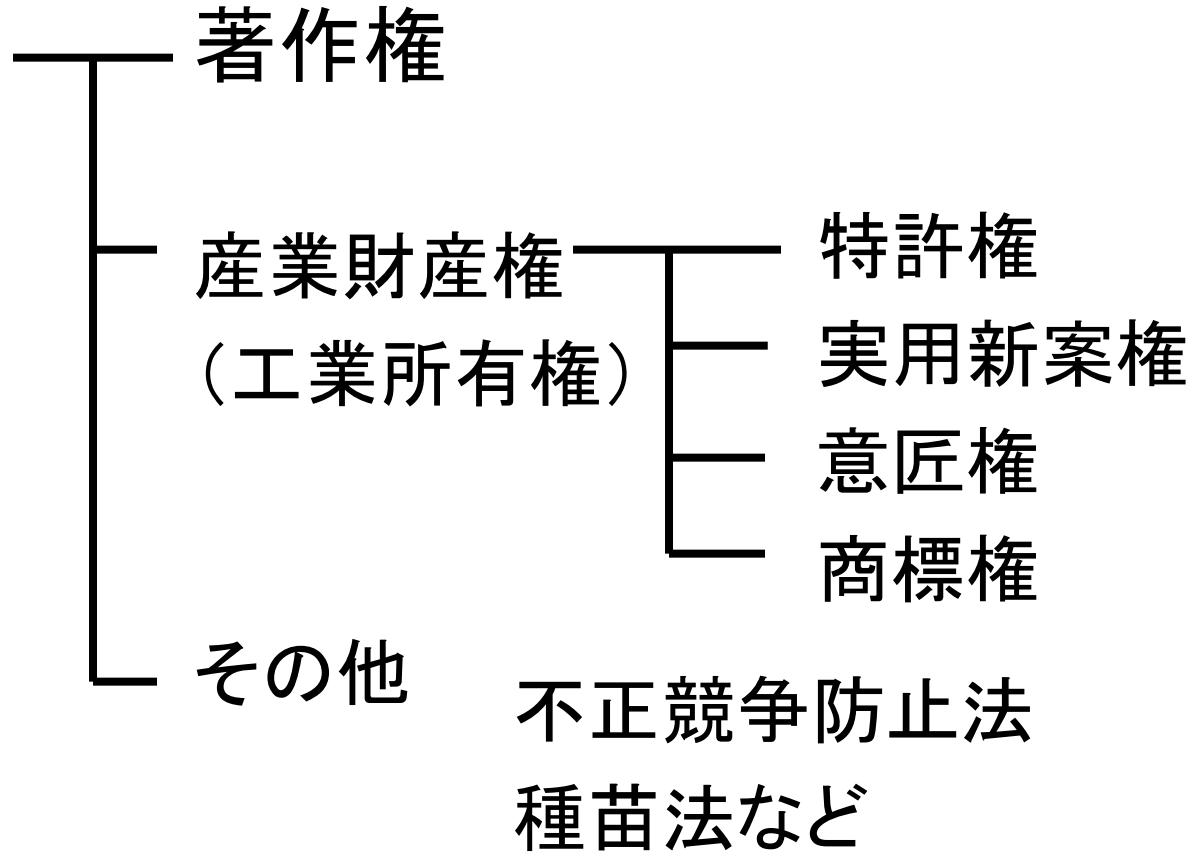 著作権
産業財産権
（工業所有権）
特許権
実用新案権
意匠権
商標権
その他
不正競争防止法
種苗法など